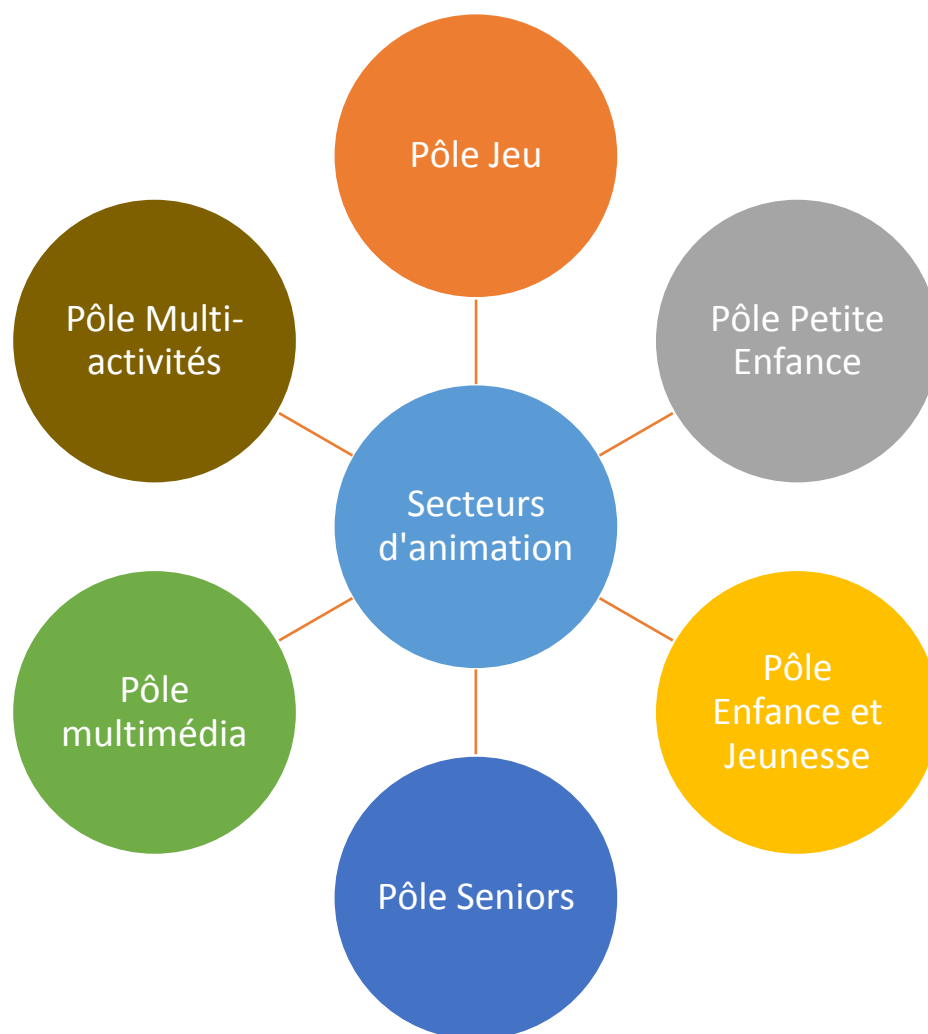 Pôle Jeu
Pôle Multi-
activités
Pôle Petite
Enfance
Secteurs
d'animation
Pôle
multimédia
Pôle
Enfance et
Jeunesse
Pôle Seniors